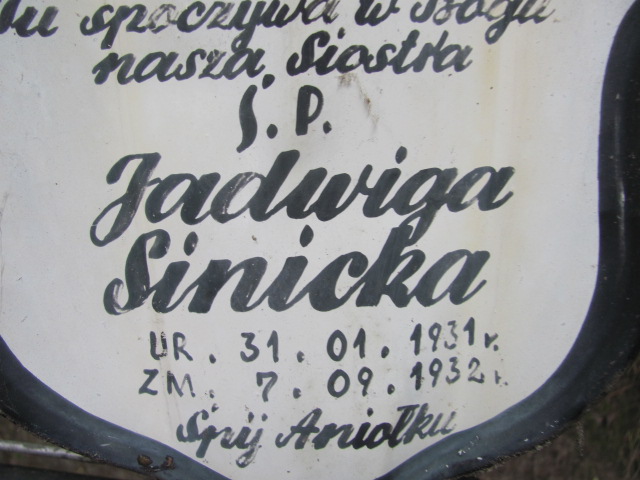 Tu spoczywa w Bogu
nasza Siostra
Ś. P.
Jadwiga
Sinicka
UR. 31. 01. 1931 r.
ZM. 7. 09. 1932 r.
Śpij Aniołku